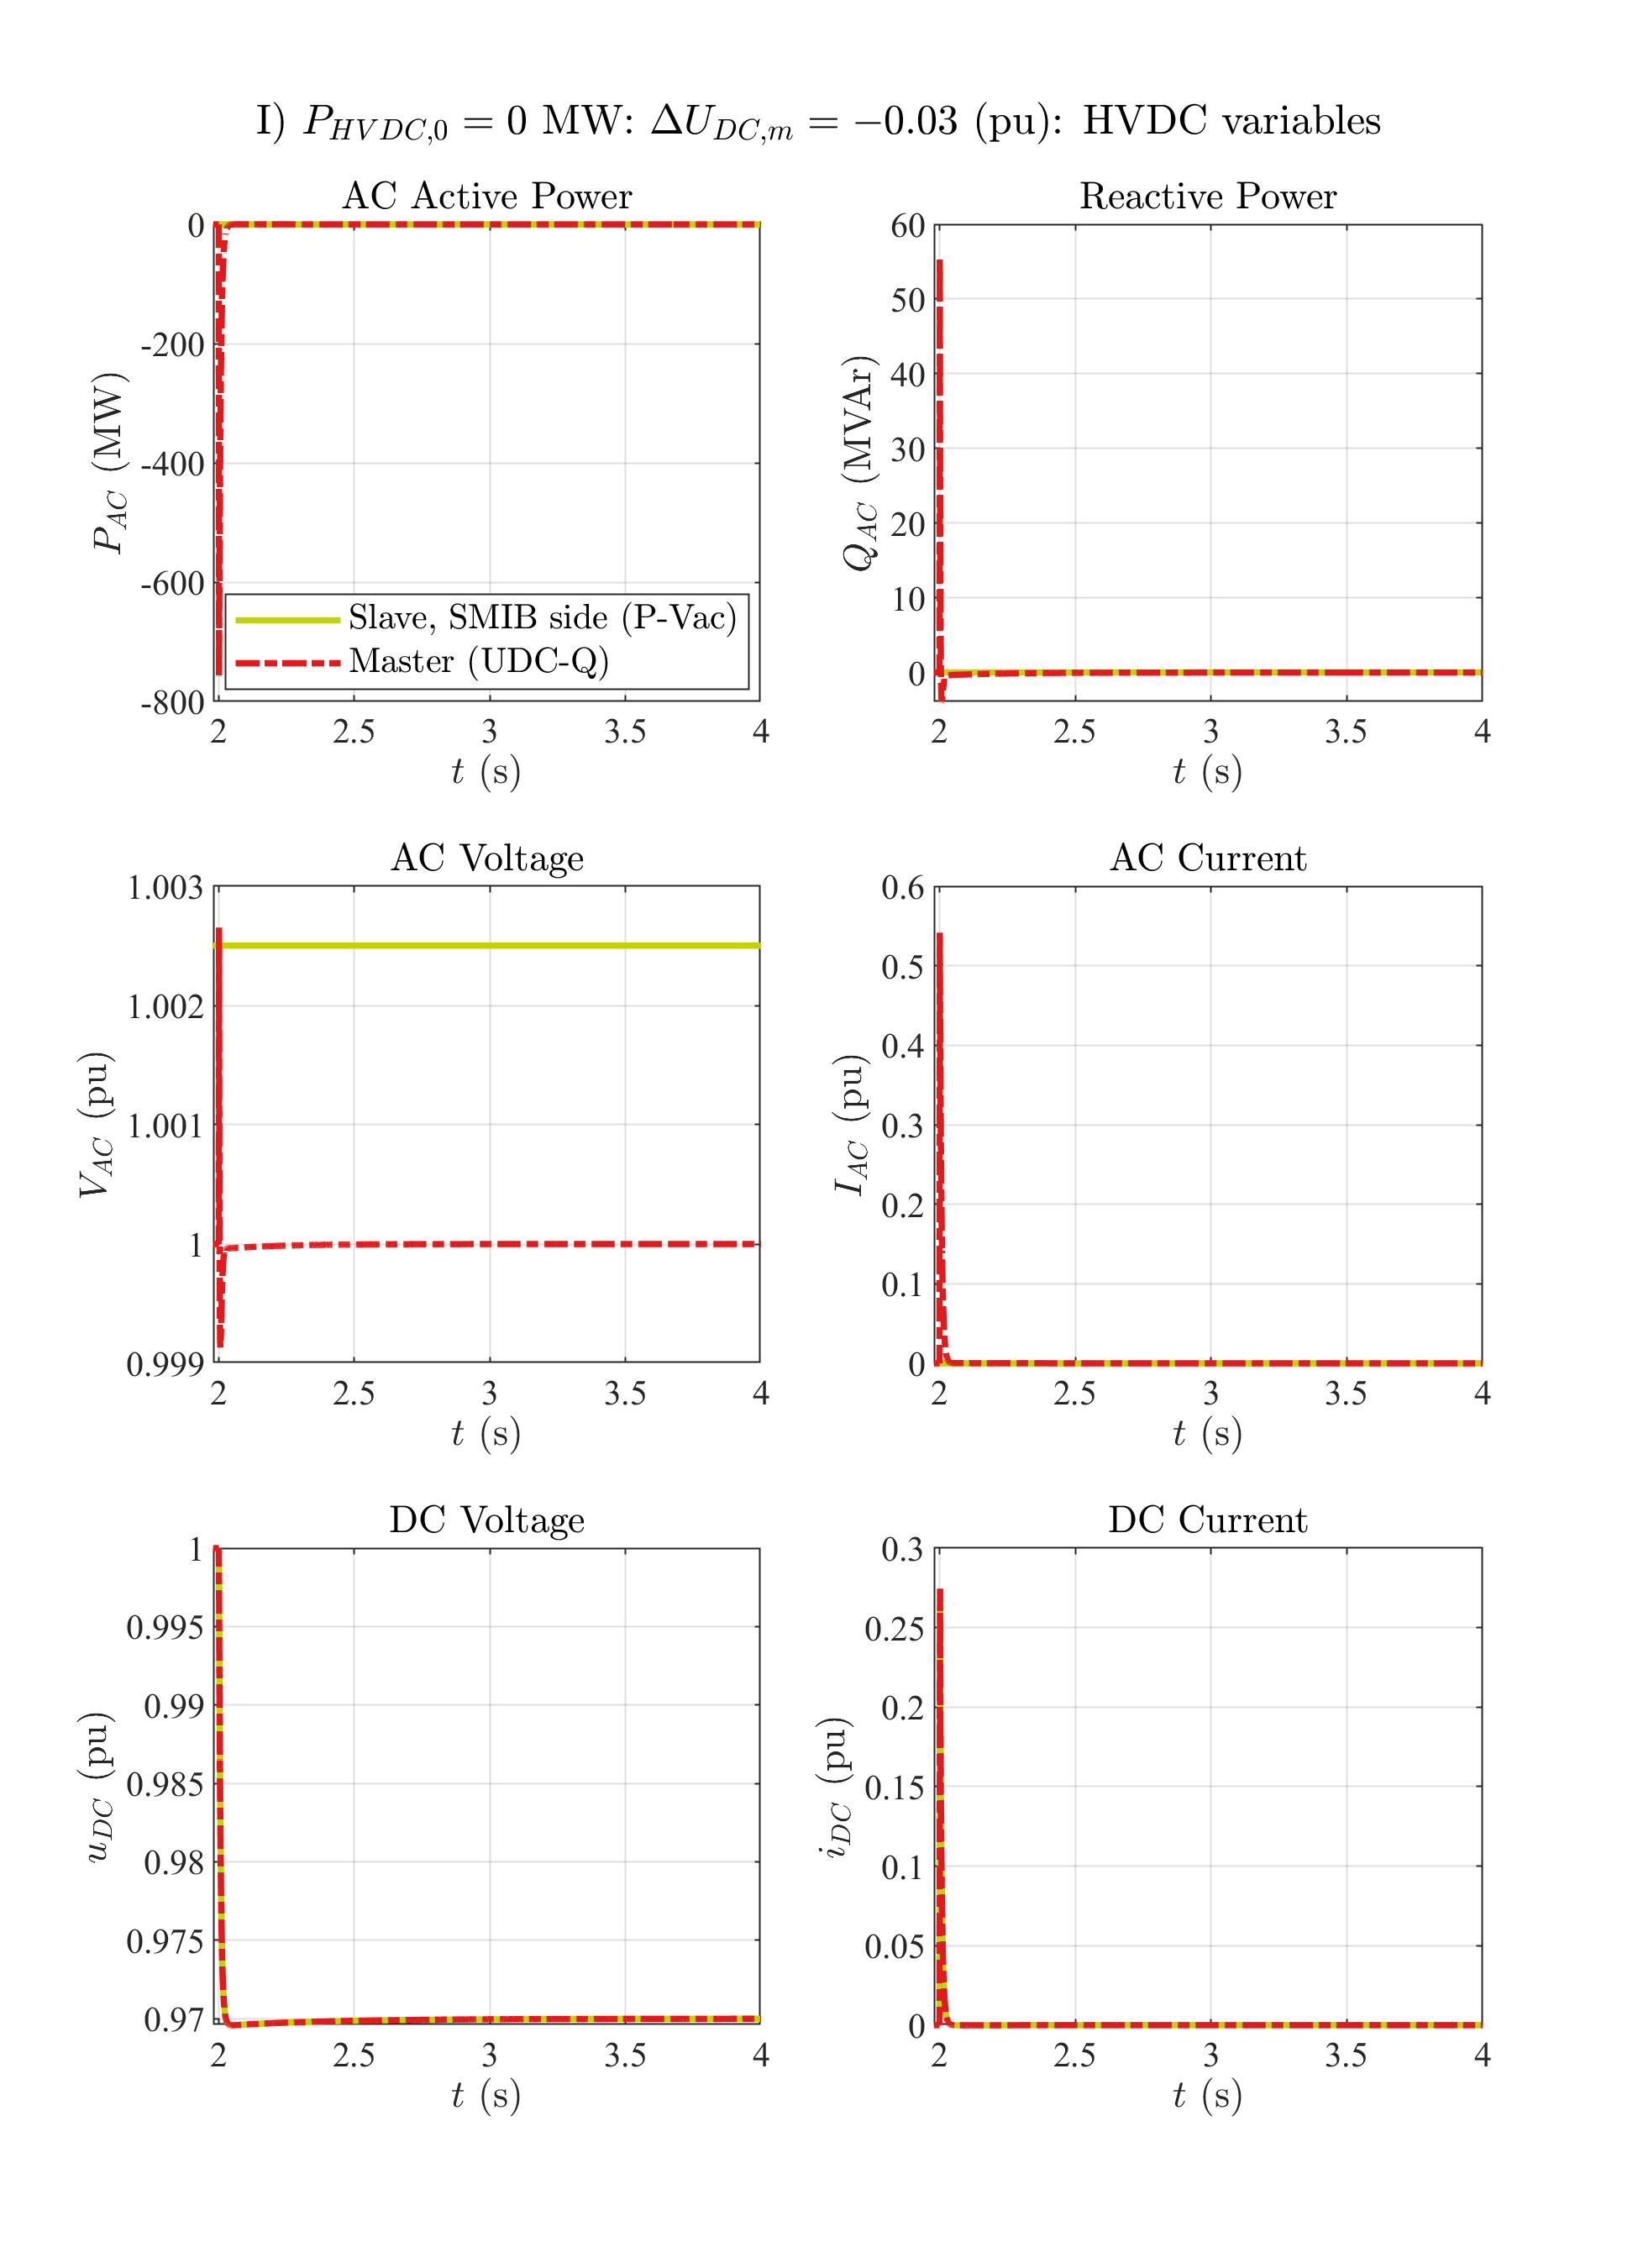 I) P_{HVDC,0} = 0 MW: ΔU_{DC,m} = −0.03 (pu): HVDC variables
AC Active Power
0
-200
-400
-600
-800
P_{AC} (MW)
Slave, SMIB side (P-Vac)
Master (UDC-Q)
2 2.5 3 3.5 4
t (s)
Reactive Power
60
50
40
30
20
10
0
Q_{AC} (MVAr)
2 2.5 3 3.5 4
t (s)
AC Voltage
1.003
1.002
1.001
1
0.999
V_{AC} (pu)
2 2.5 3 3.5 4
t (s)
AC Current
0.6
0.5
0.4
0.3
0.2
0.1
0
I_{AC} (pu)
2 2.5 3 3.5 4
t (s)
DC Voltage
1
0.995
0.99
0.985
0.98
0.975
0.97
u_{DC} (pu)
2 2.5 3 3.5 4
t (s)
DC Current
0.3
0.25
0.2
0.15
0.1
0.05
0
i_{DC} (pu)
2 2.5 3 3.5 4
t (s)